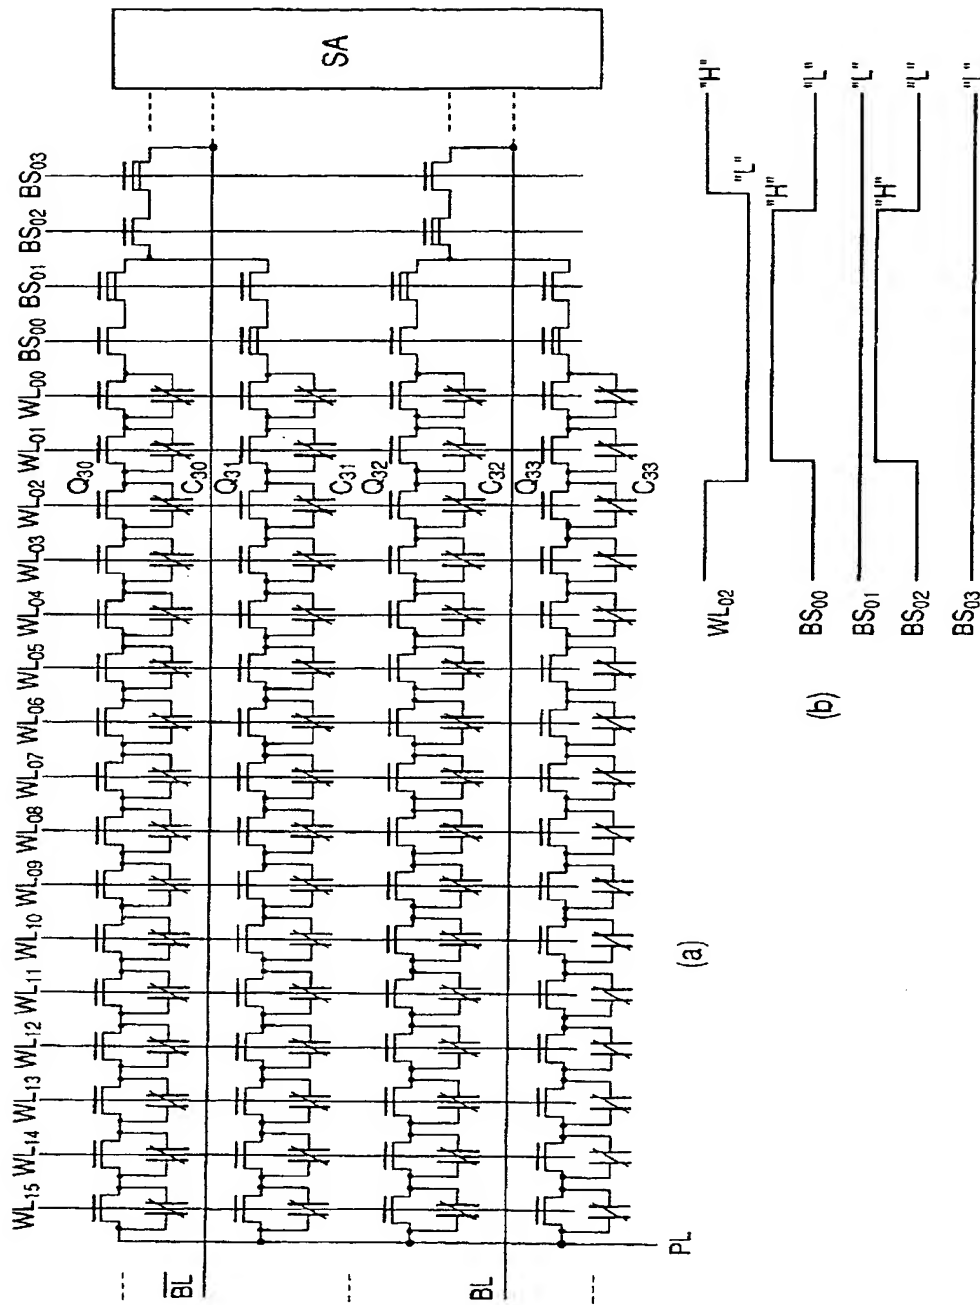 WL15 WL14 WL13 WL12 WL11 WL10 WL09 WL08 WL07 WL06 WL05 WL04 WL03 WL02 WL01 WL00 BS00 BS01 BS02 BS03
Q30
C30
Q31
C31
Q32
C32
Q33
C33
SA
BL
BL
PL
(a)
WL02 "L" "H"
BS00 "H" "L"
BS01 "L"
BS02 "H" "L"
BS03 "L"
(b)